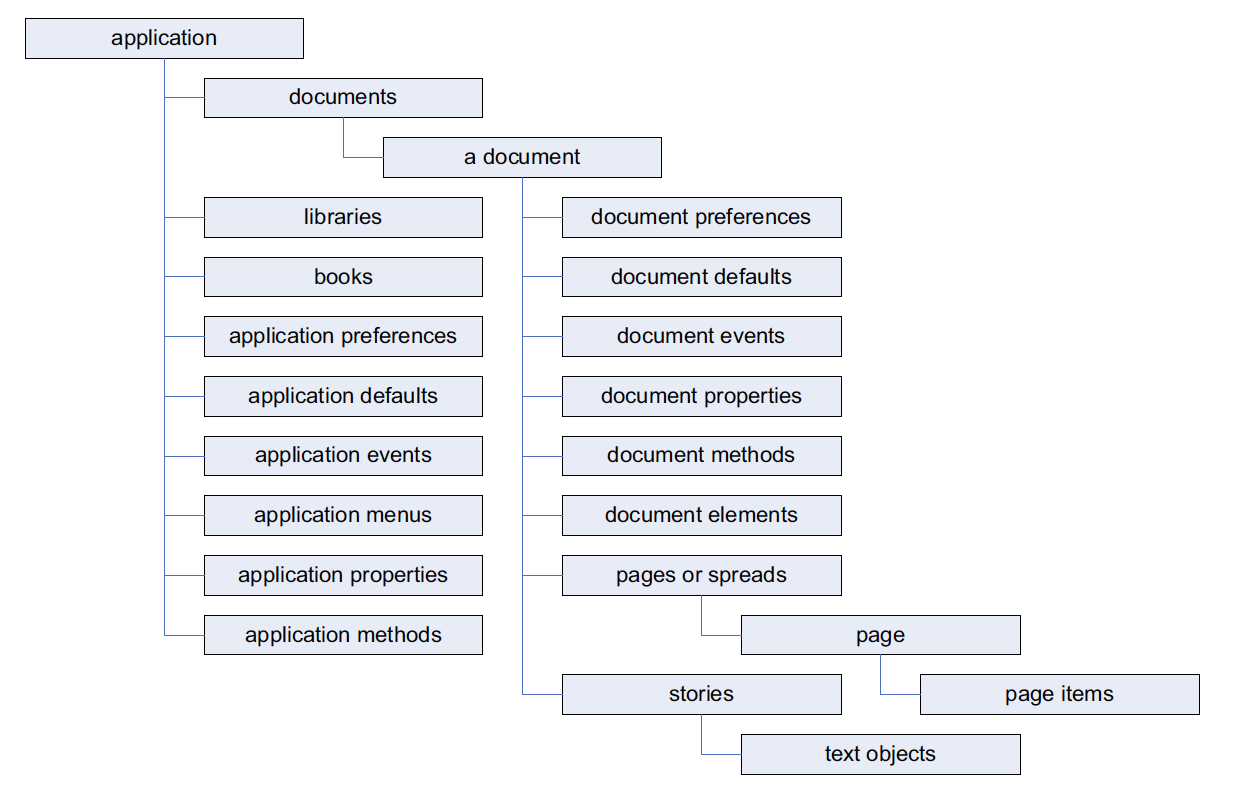 application
documents
a document
libraries
document preferences
books
document defaults
application preferences
document events
application defaults
document properties
application events
document methods
application menus
document elements
application properties
pages or spreads
application methods
page
stories
page items
text objects